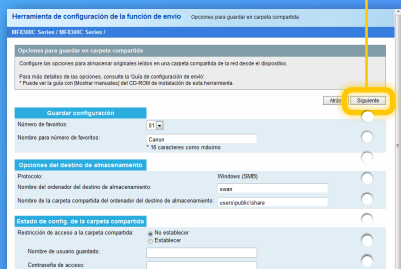 Herramienta de configuración de la función de envío Opciones para guardar en carpeta compartida
MF8300C Series / MF8300C Series /
Opciones para guardar en carpeta compartida
Configure las opciones para almacenar originales leídos en una carpeta compartida de la red desde el dispositivo.
Para más detalles de las opciones, consulte la 'Guía de configuración de envío'.
* Puede ver la guía con [Mostrar manuales] del CD-ROM de instalación de esta herramienta.
Atrás Siguiente
Guardar configuración
Número de favoritos: 01
Nombre para número de favoritos: Canon
* 16 caracteres como máximo
Opciones del destino de almacenamiento
Protocolo: Windows (SMB)
Nombre del ordenador del destino de almacenamiento: swan
Nombre de la carpeta compartida del ordenador del destino de almacenamiento: users\public\share
Estado de config. de la carpeta compartida
Restricción de acceso a la carpeta compartida: No establecer
Establecer
Nombre de usuario guardado:
Contraseña de acceso: